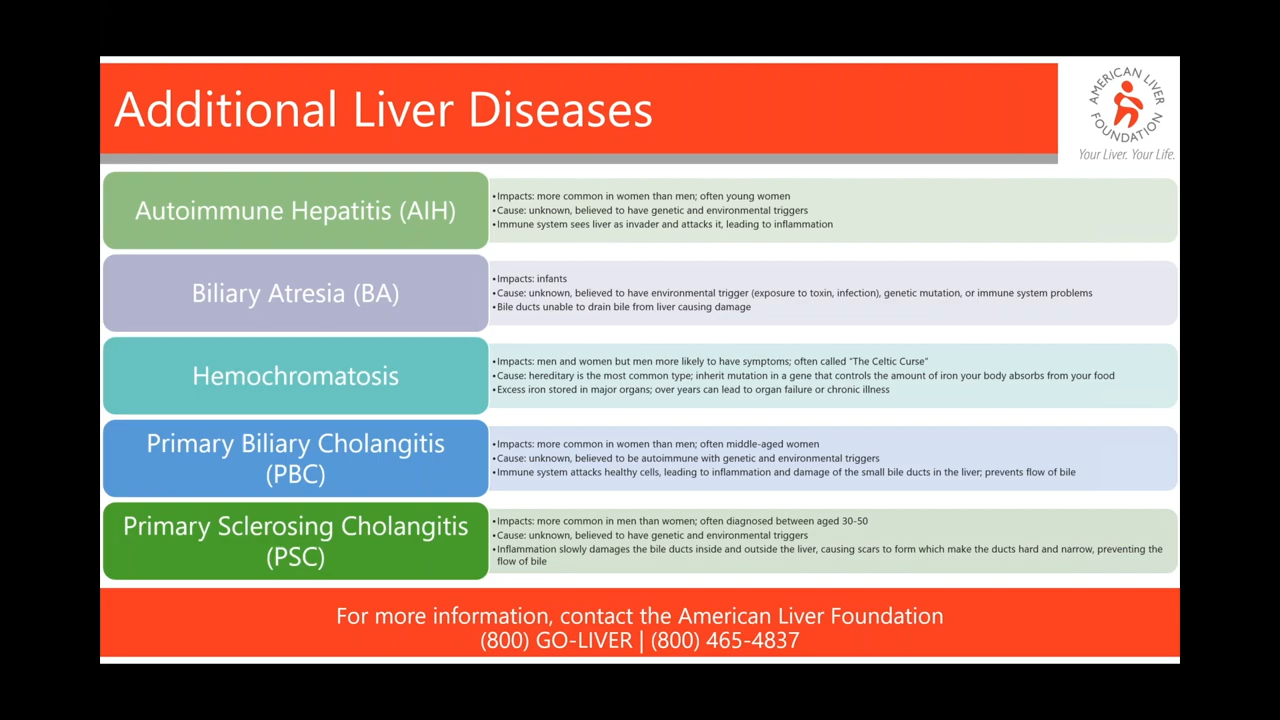 Additional Liver Diseases
AMERICAN LIVER FOUNDATION
Your Liver. Your Life.
Autoimmune Hepatitis (AIH)
•Impacts: more common in women than men; often young women
•Cause: unknown, believed to have genetic and environmental triggers
•Immune system sees liver as invader and attacks it, leading to inflammation
Biliary Atresia (BA)
•Impacts: infants
•Cause: unknown, believed to have environmental trigger (exposure to toxin, infection), genetic mutation, or immune system problems
•Bile ducts unable to drain bile from liver causing damage
Hemochromatosis
•Impacts: men and women but men more likely to have symptoms; often called “The Celtic Curse”
•Cause: hereditary is the most common type; inherit mutation in a gene that controls the amount of iron your body absorbs from your food
•Excess iron stored in major organs; over years can lead to organ failure or chronic illness
Primary Biliary Cholangitis
(PBC)
•Impacts: more common in women than men; often middle-aged women
•Cause: unknown, believed to be autoimmune with genetic and environmental triggers
•Immune system attacks healthy cells, leading to inflammation and damage of the small bile ducts in the liver; prevents flow of bile
Primary Sclerosing Cholangitis
(PSC)
•Impacts: more common in men than women; often diagnosed between aged 30-50
•Cause: unknown, believed to have genetic and environmental triggers
•Inflammation slowly damages the bile ducts inside and outside the liver, causing scars to form which make the ducts hard and narrow, preventing the
flow of bile
For more information, contact the American Liver Foundation
(800) GO-LIVER | (800) 465-4837